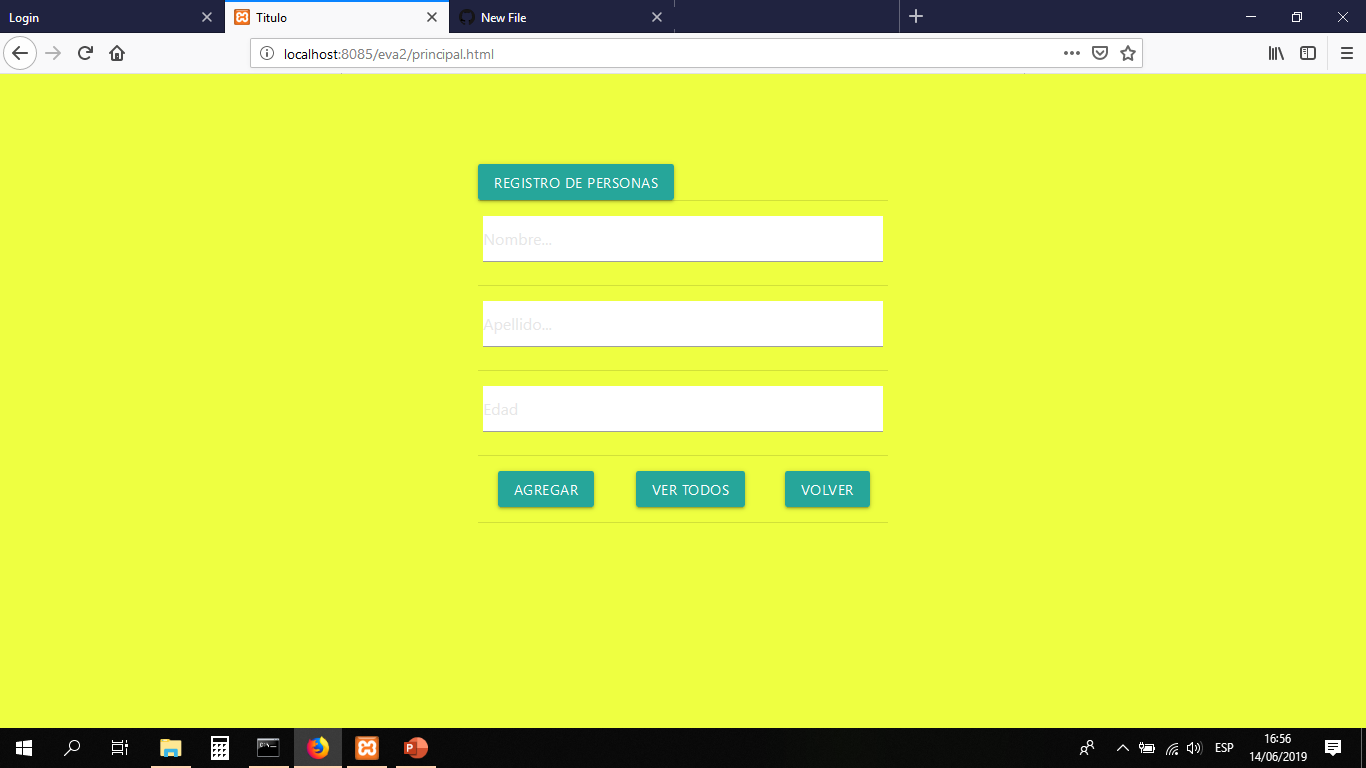 Login
Titulo
New File
localhost:8085/eva2/principal.html
REGISTRO DE PERSONAS
Nombre...
Apellido...
Edad
AGREGAR VER TODOS VOLVER
ESP
16:56
14/06/2019